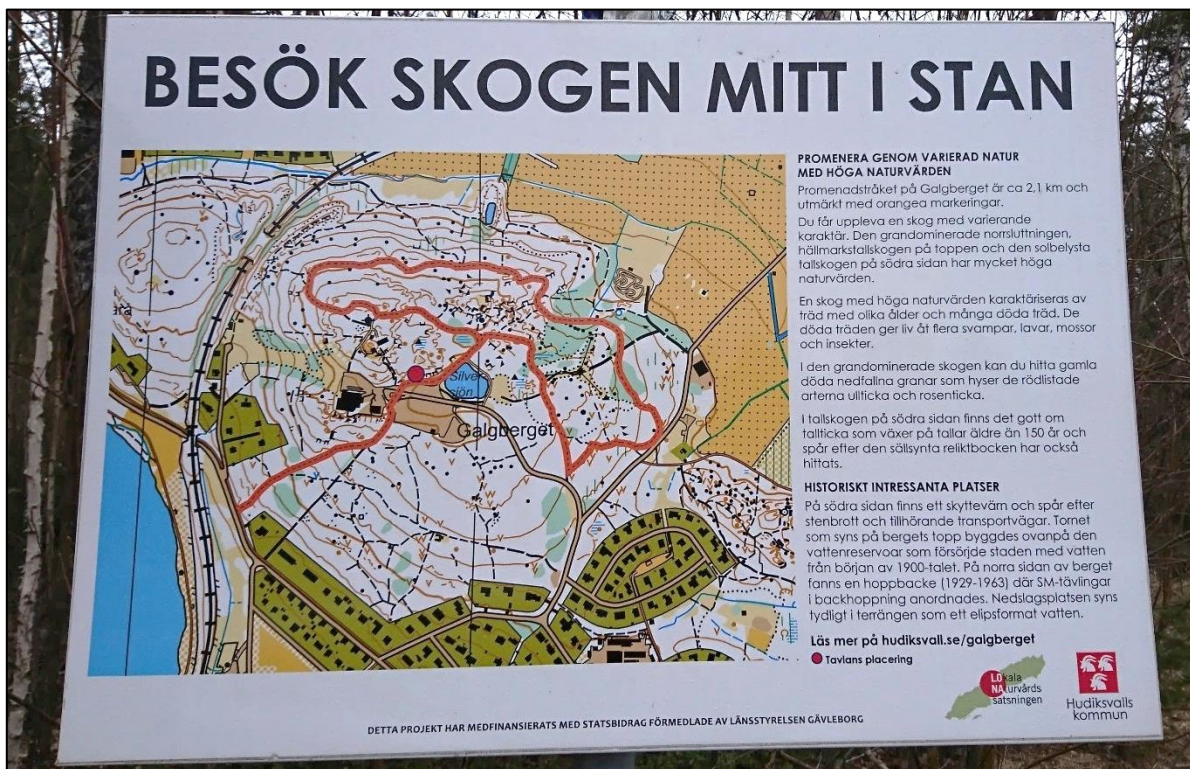 BESÖK SKOGEN MITT I STAN
PROMENERA GENOM VARIERAD NATUR
MED HÖGA NATURVÄRDEN
Promenadstråket på Galgberget är ca 2,1 km och
utmärkt med orangea markeringar.
Du får uppleva en skog med varierande
karaktär. Den grandominerade norrsluttningen,
hällmarkstallskogen på toppen och den solbelysta
tallskogen på södra sidan har mycket höga
naturvärden.
En skog med höga naturvärden karaktäriseras av
träd med olika ålder och många döda träd. De
döda träden ger liv åt flera svampar, lavar, mossor
och insekter.
I den grandominerade skogen kan du hitta gamla
döda nedfallna granar som hyser de rödlistade
arterna ullticka och rosenticka.
I tallskogen på södra sidan finns det gott om
tallticka som växer på tallar äldre än 150 år och
spår efter den sällsynta reliktbocken har också
hittats.
HISTORISKT INTRESSANTA PLATSER
På södra sidan finns ett skyttevärn och spår efter
stenbrott och tillhörande transportvägar. Tornet
som syns på bergets topp byggdes ovanpå den
vattenreservoar som försörjde staden med vatten
från början av 1900-talet. På norra sidan av berget
fanns en hoppbacke (1929-1963) där SM-tävlingar
i backhoppning anordnades. Nedslagsplatsen syns
tydligt i terrängen som ett elipsformat vatten.
Läs mer på hudiksvall.se/galgberget
Tavlans placering
Silver
sjön
Galgberget
LOkala
NAturvårds
satsningen
Hudiksvalls
kommun
DETTA PROJEKT HAR MEDFINANSIERATS MED STATSBIDRAG FÖRMEDLADE AV LÄNSSTYRELSEN GÄVLEBORG